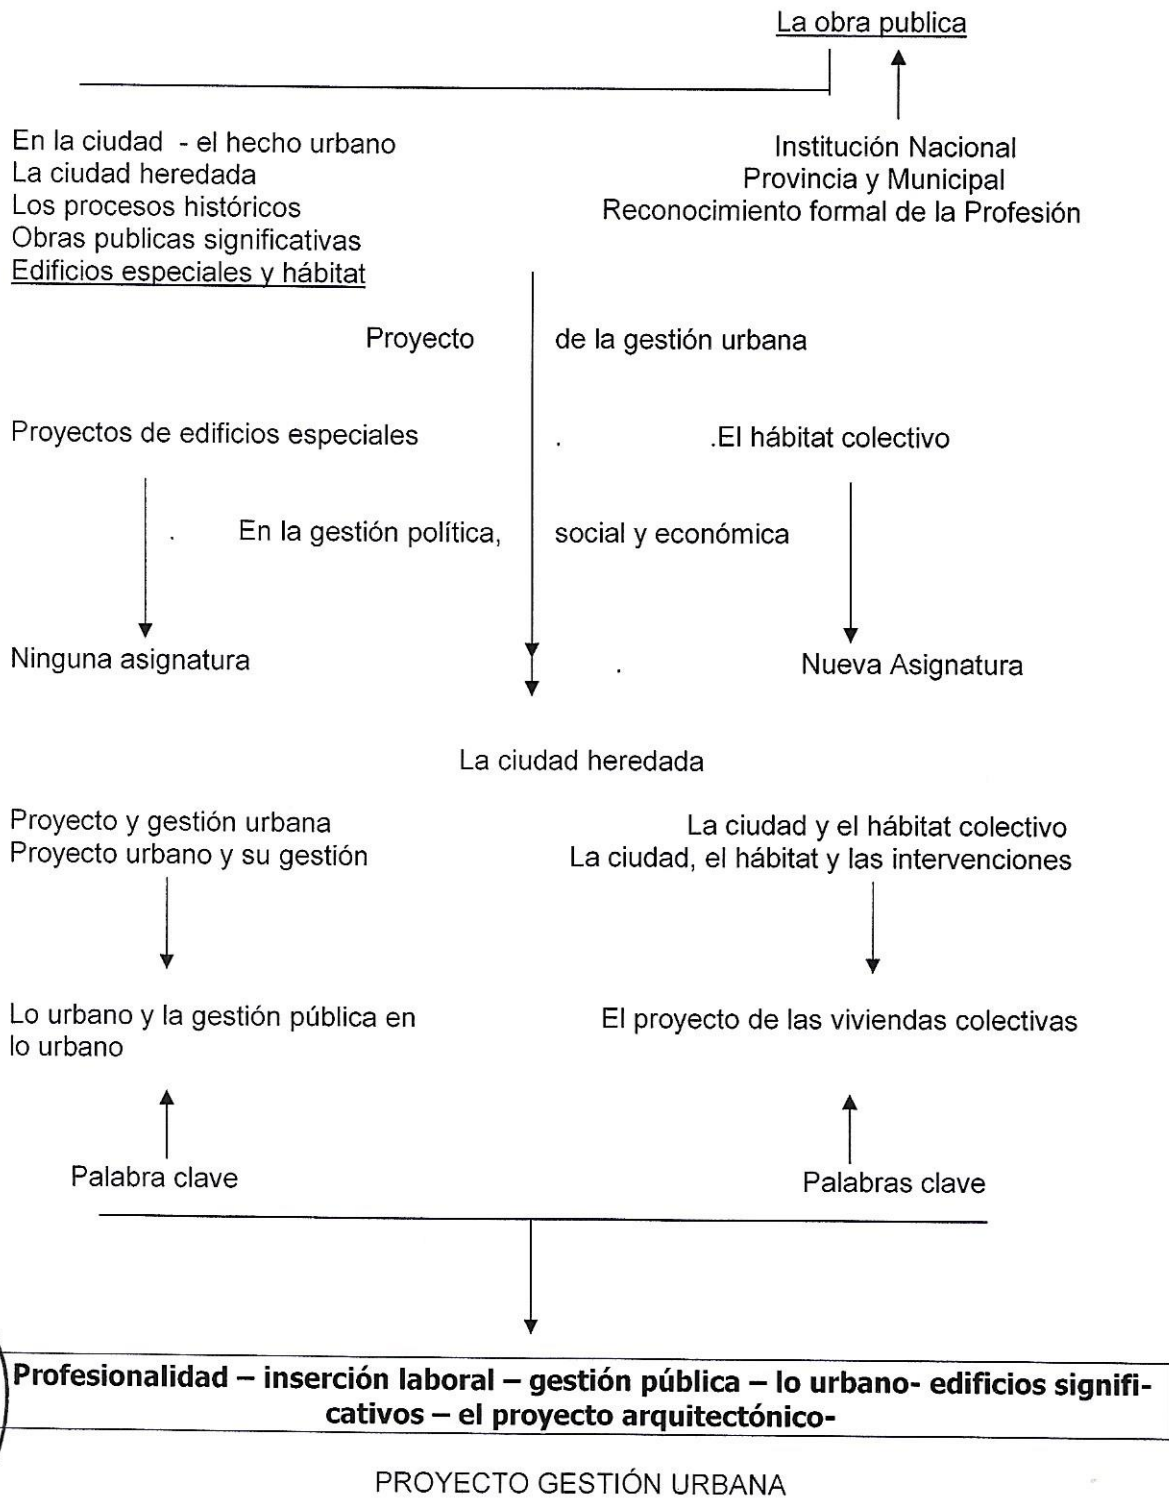 La obra publica
En la ciudad - el hecho urbano
La ciudad heredada
Los procesos históricos
Obras publicas significativas
Edificios especiales y hábitat
Institución Nacional
Provincia y Municipal
Reconocimiento formal de la Profesión
Proyecto de la gestión urbana
Proyectos de edificios especiales . .El hábitat colectivo
. En la gestión política, social y económica
Ninguna asignatura . Nueva Asignatura
La ciudad heredada
Proyecto y gestión urbana
Proyecto urbano y su gestión
La ciudad y el hábitat colectivo
La ciudad, el hábitat y las intervenciones
Lo urbano y la gestión pública en
lo urbano
El proyecto de las viviendas colectivas
Palabra clave
Palabras clave
Profesionalidad – inserción laboral – gestión pública – lo urbano- edificios signifi-
cativos – el proyecto arquitectónico-
PROYECTO GESTIÓN URBANA